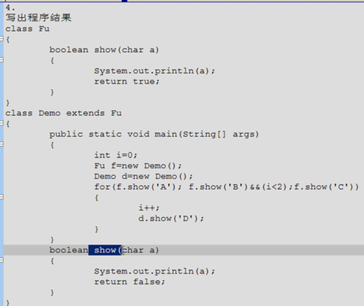 4.
写出程序结果
class Fu
{
boolean show(char a)
{
System.out.println(a);
return true;
}
}
class Demo extends Fu
{
public static void main(String[] args)
{
int i=0;
Fu f=new Demo();
Demo d=new Demo();
for(f.show('A'); f.show('B')&&(i<2);f.show('C'))
{
i++;
d.show('D');
}
}
boolean show(char a)
{
System.out.println(a);
return false;
}
}